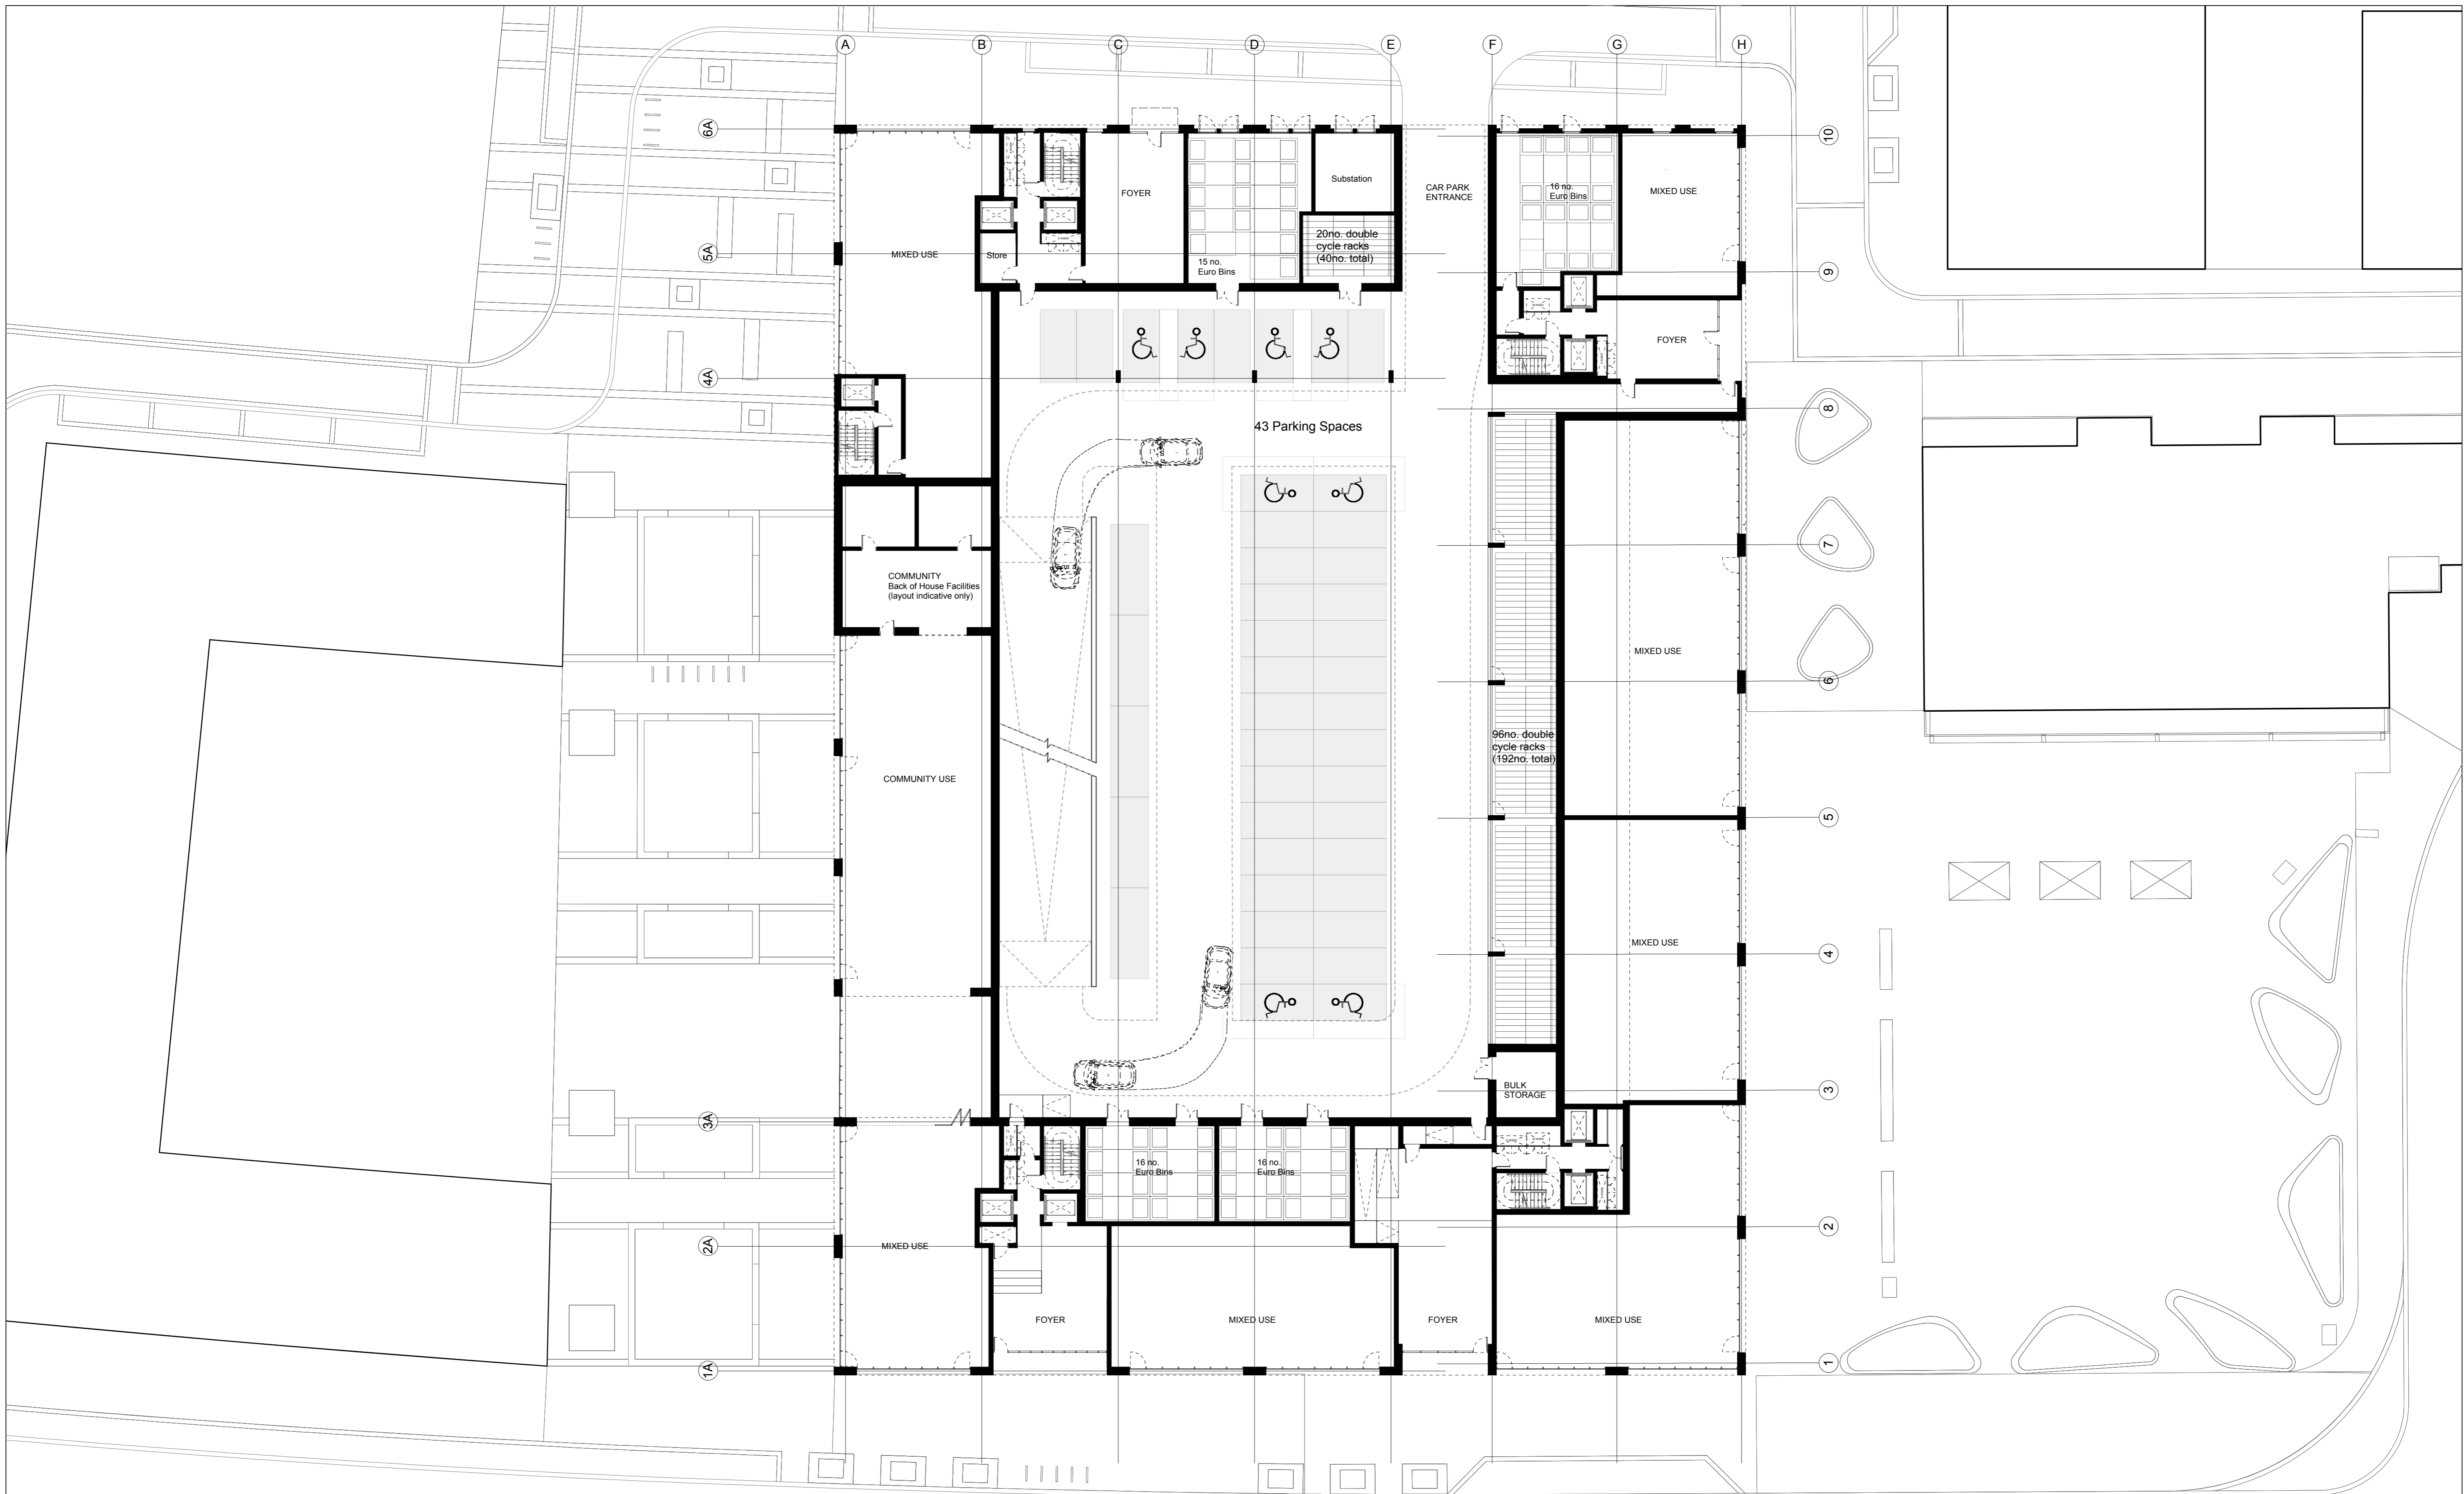 A
B
C
D
E
F
G
H
6A
10
FOYER
Substation
CAR PARK
ENTRANCE
16 no.
Euro Bins
MIXED USE
5A
MIXED USE
Store
15 no.
Euro Bins
20no. double
cycle racks
(40no. total)
9
FOYER
4A
8
43 Parking Spaces
7
COMMUNITY
Back of House Facilities
(layout indicative only)
MIXED USE
6
96no. double
cycle racks
(192no. total)
COMMUNITY USE
5
MIXED USE
4
BULK
STORAGE
3
3A
16 no.
Euro Bins
16 no.
Euro Bins
2
2A
MIXED USE
FOYER
MIXED USE
FOYER
MIXED USE
1
1A